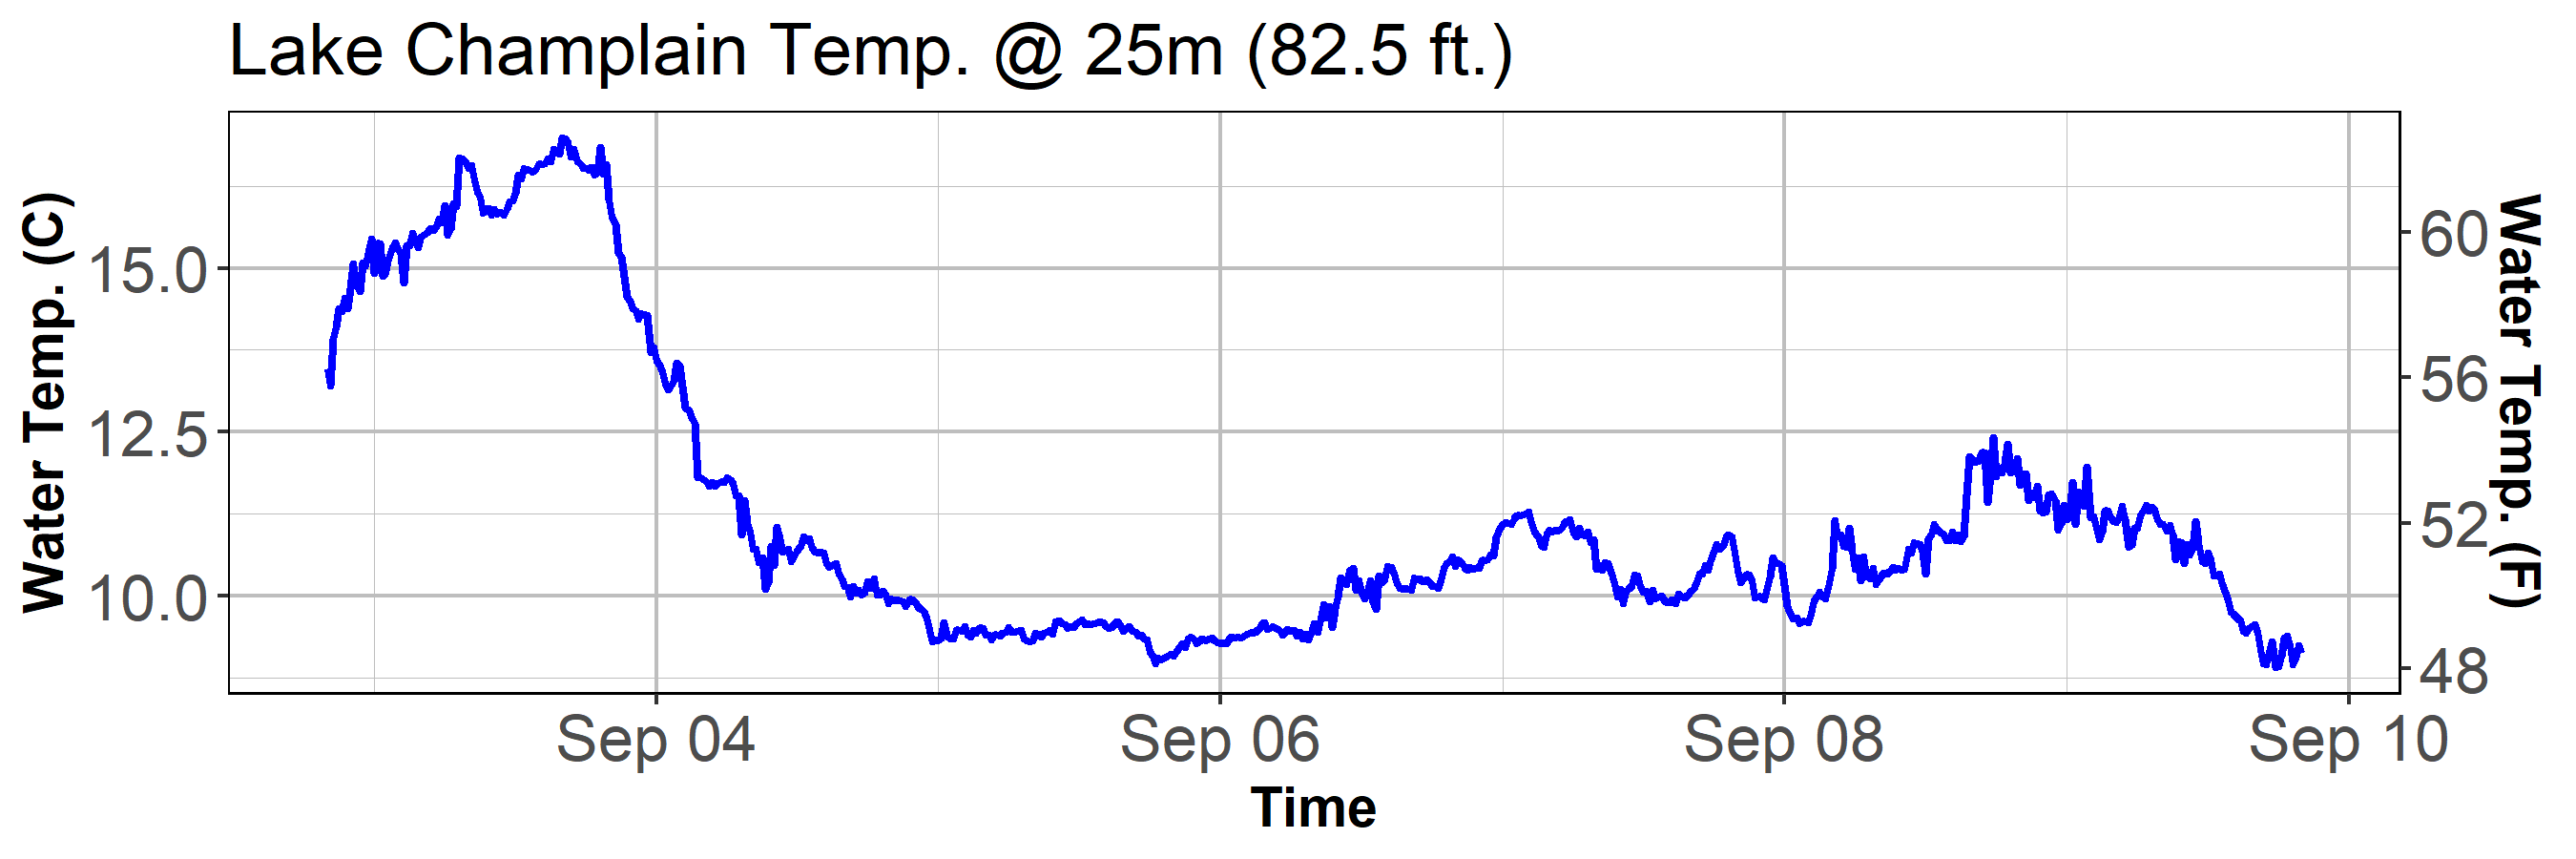 Lake Champlain Temp. @ 25m (82.5 ft.)
Water Temp. (C)
15.0
12.5
10.0
60
56
52
48
Water Temp. (F)
Sep 04
Sep 06
Sep 08
Sep 10
Time